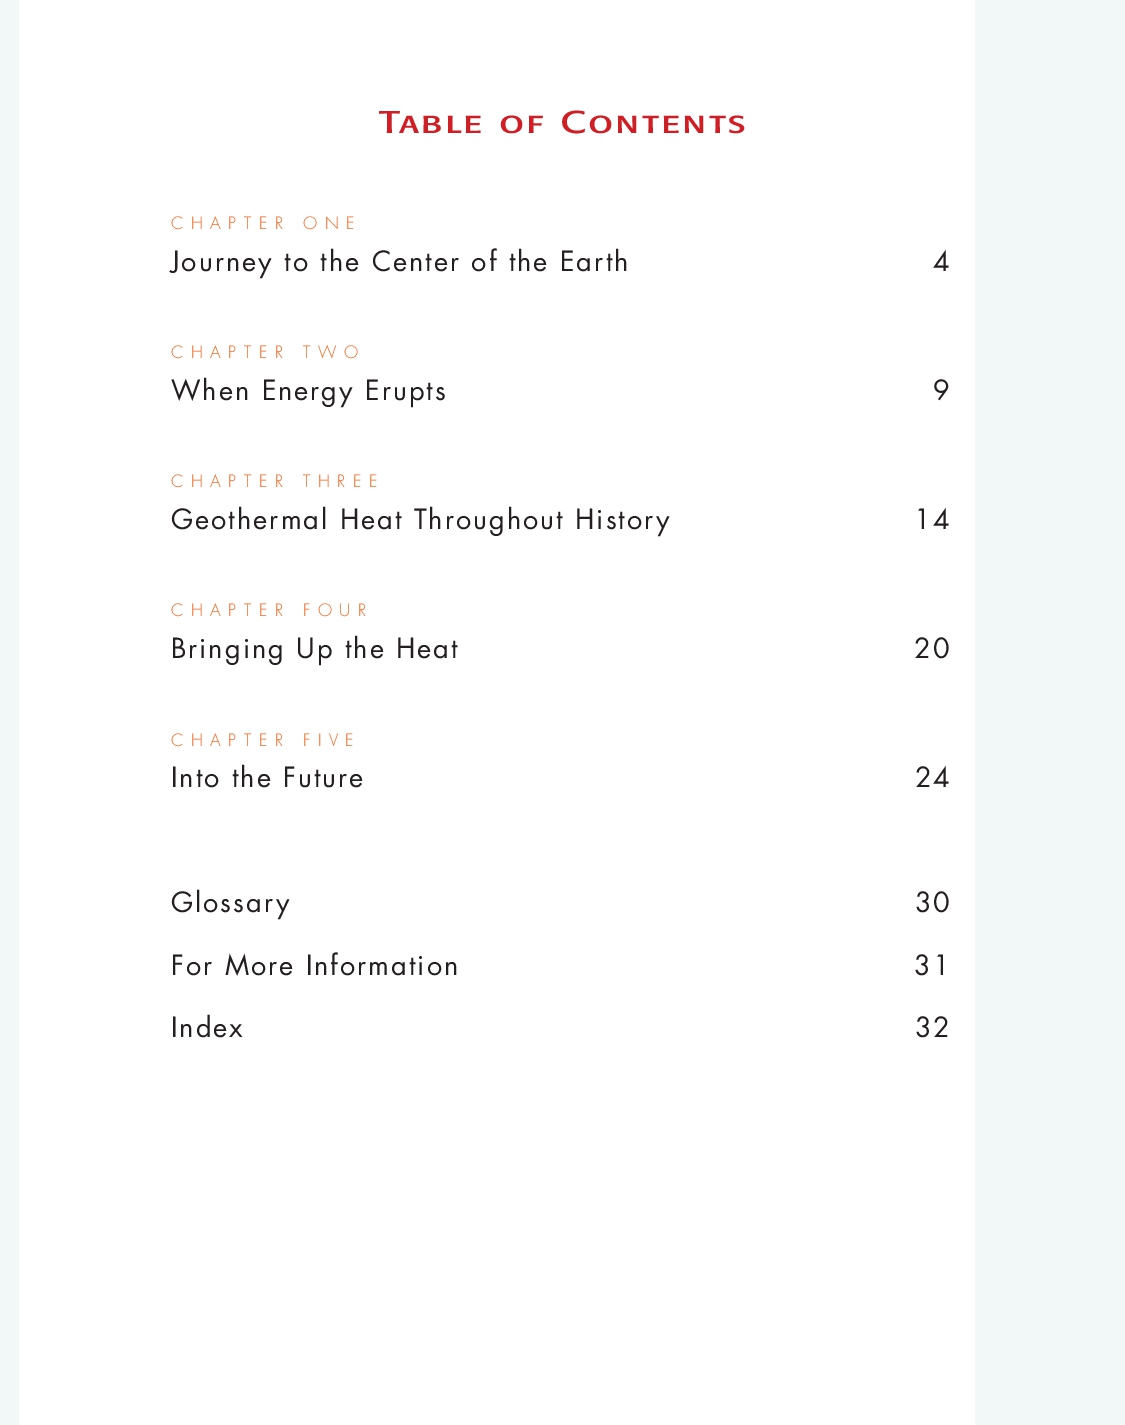 Table of Contents
CHAPTER ONE
Journey to the Center of the Earth 4
CHAPTER TWO
When Energy Erupts 9
CHAPTER THREE
Geothermal Heat Throughout History 14
CHAPTER FOUR
Bringing Up the Heat 20
CHAPTER FIVE
Into the Future 24
Glossary 30
For More Information 31
Index 32